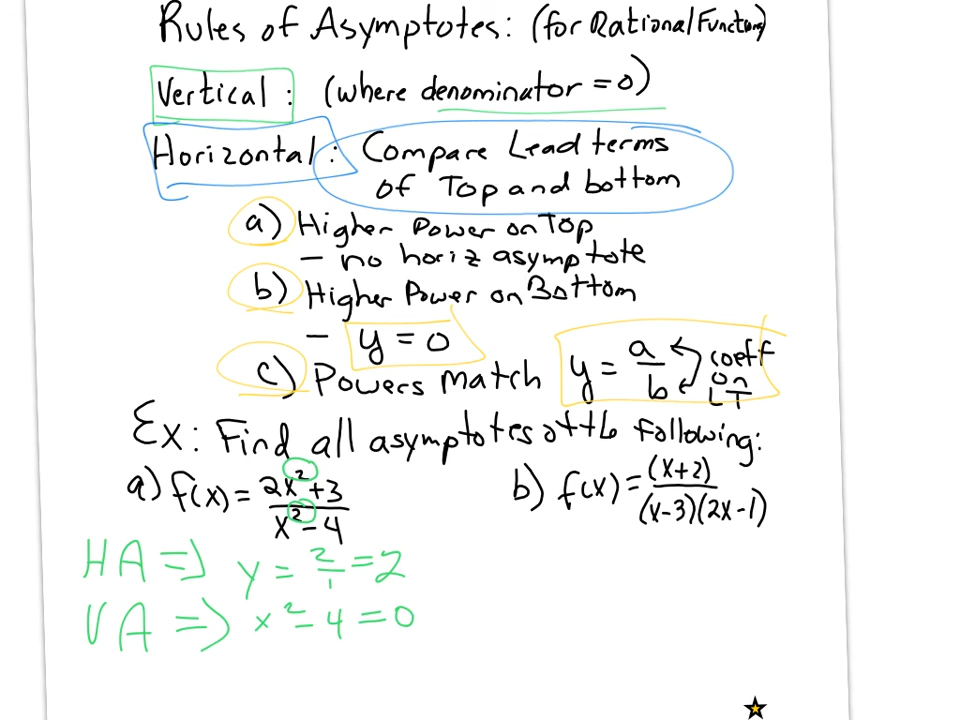 Rules of Asymptotes: (for Rational Functions)
Vertical: (where denominator = 0)
Horizontal: Compare Lead terms
of Top and bottom
a) Higher Power on Top
- no horiz asymptote
b) Higher Power on Bottom
- y = 0
c) Powers match y = a/b coeff on LT
Ex: Find all asymptotes of the following:
a) f(x) = (2x²+3)/(x²-4)
b) f(x) = (x+2)/((x-3)(2x-1))
HA => y = 2/1 = 2
VA => x² - 4 = 0